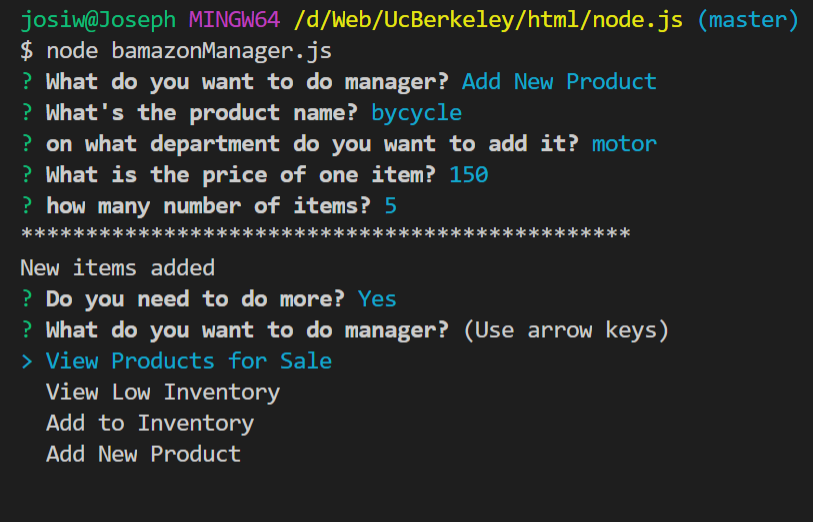 josiw@Joseph MINGW64 /d/Web/UcBerkeley/html/node.js (master)
$ node bamazonManager.js
? What do you want to do manager? Add New Product
? What's the product name? bycycle
? on what department do you want to add it? motor
? What is the price of one item? 150
? how many number of items? 5
***********************************************
New items added
? Do you need to do more? Yes
? What do you want to do manager? (Use arrow keys)
> View Products for Sale
  View Low Inventory
  Add to Inventory
  Add New Product